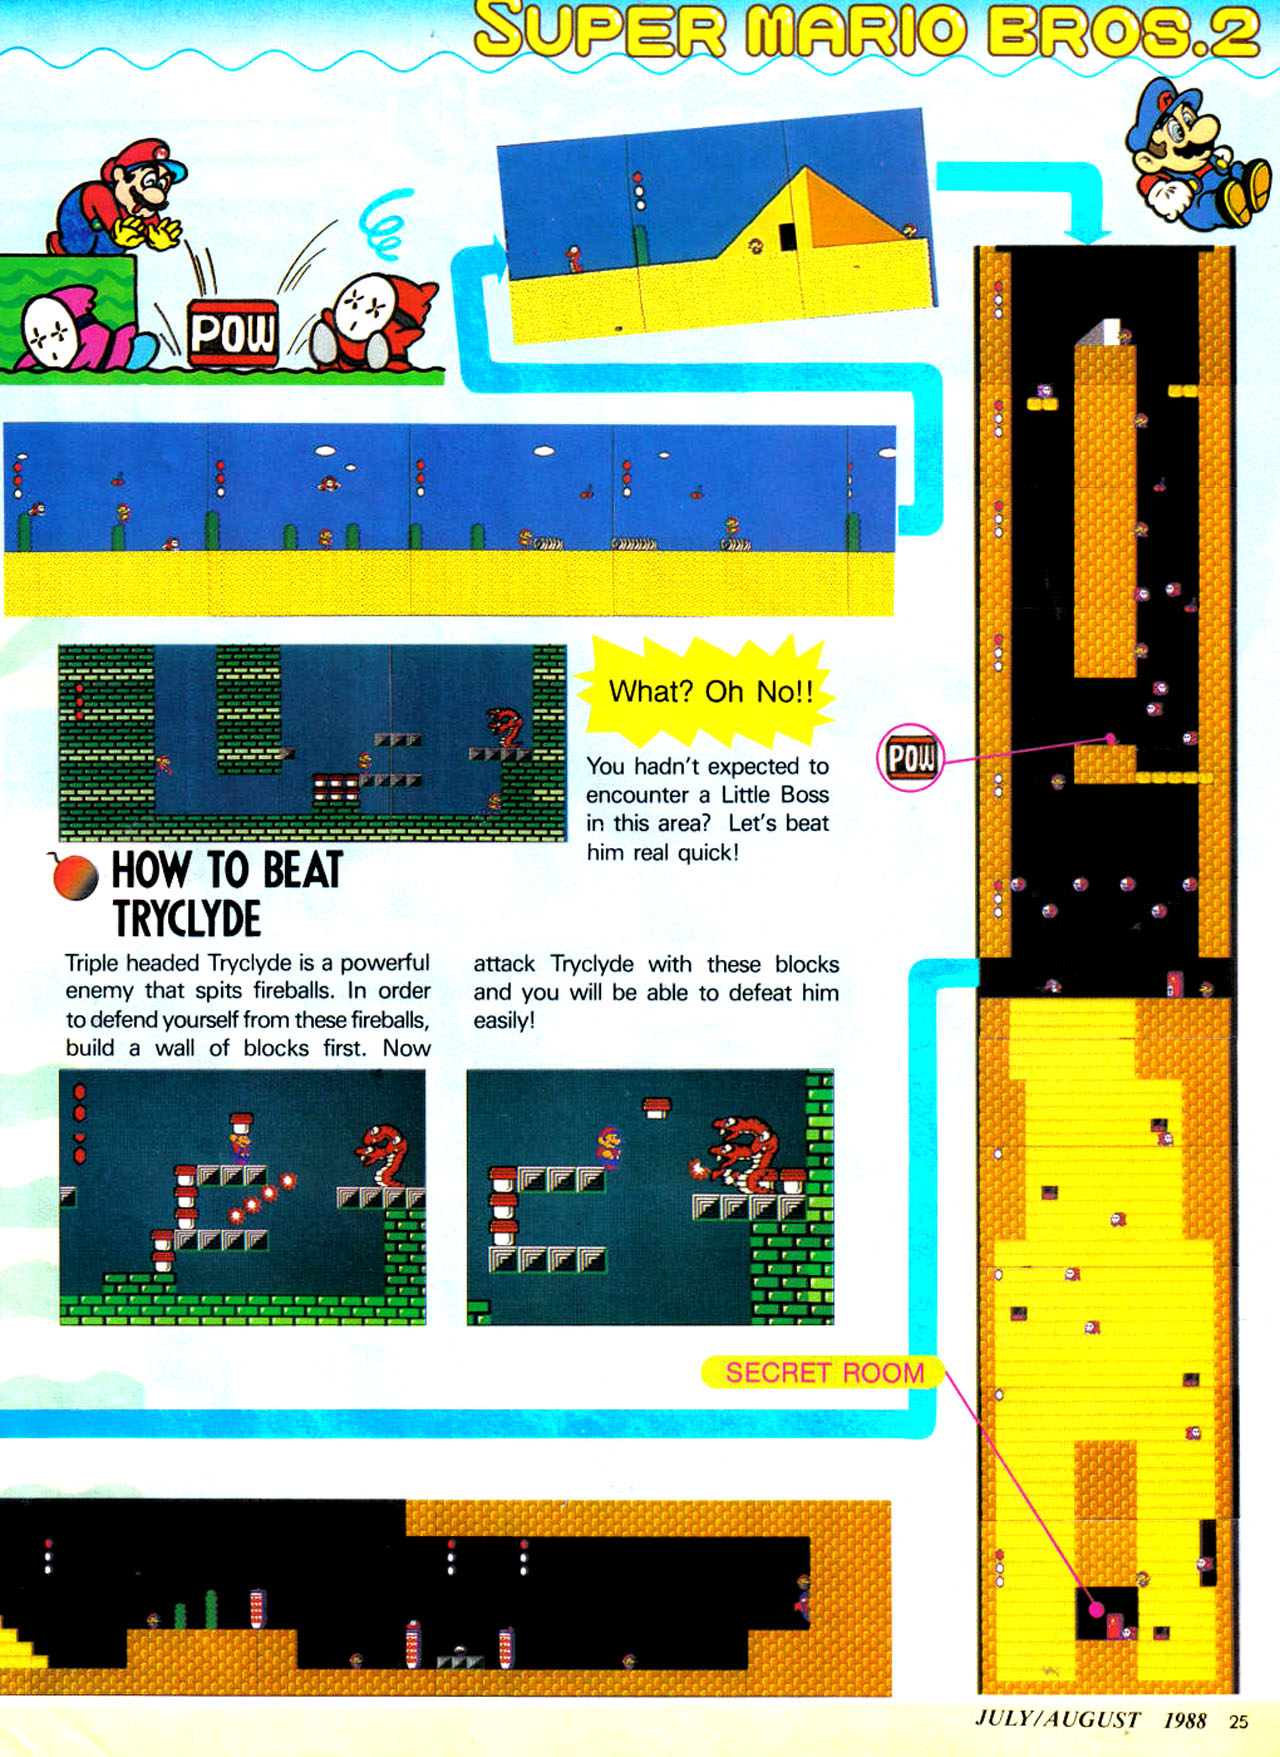 SUPER MARIO BROS.2
POW
What? Oh No!!
You hadn't expected to
encounter a Little Boss
in this area? Let's beat
him real quick!
POW
HOW TO BEAT
TRYCLYDE
Triple headed Tryclyde is a powerful
enemy that spits fireballs. In order
to defend yourself from these fireballs,
build a wall of blocks first. Now
attack Tryclyde with these blocks
and you will be able to defeat him
easily!
SECRET ROOM
JULY/AUGUST 1988 25